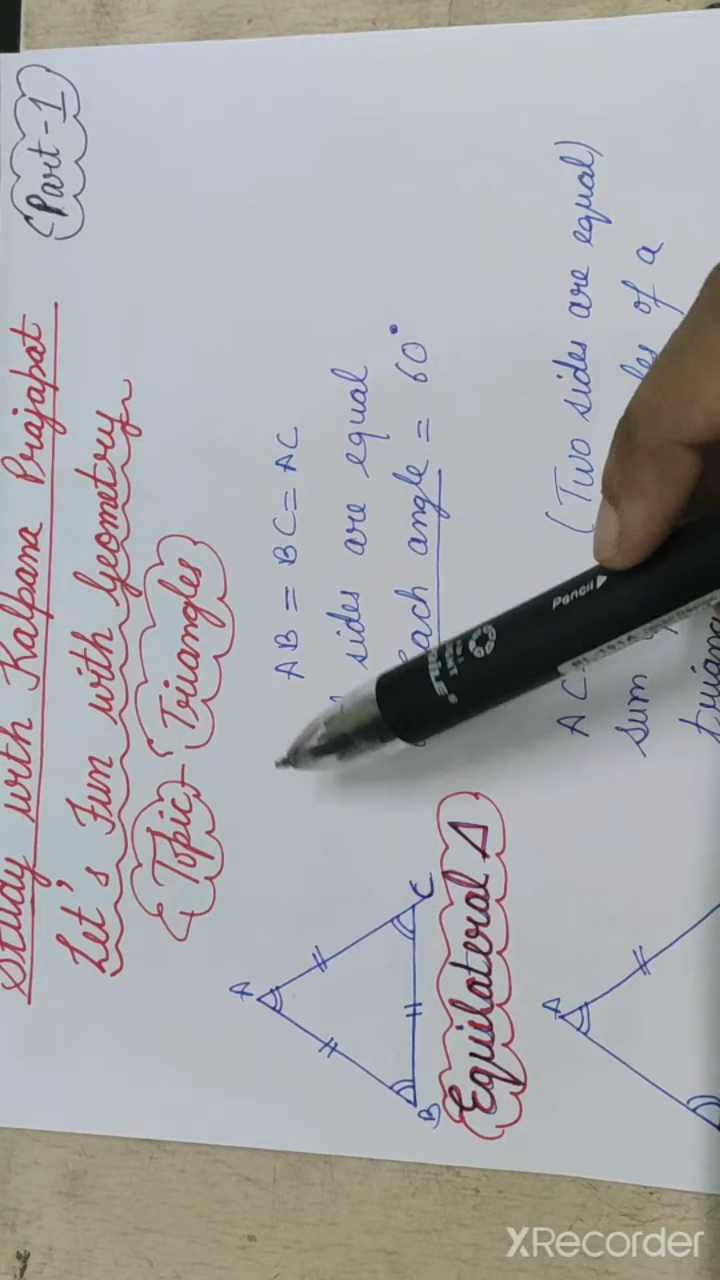 Part-1
Study with Kalpana Prajapat
Let's Fun with Geometry
Topic - Triangles
A
B
C
AB = BC = AC
sides are equal
Each angle = 60°
Equilateral Δ
A
AC (Two sides are equal)
sum of a
Pencil
XRecorder